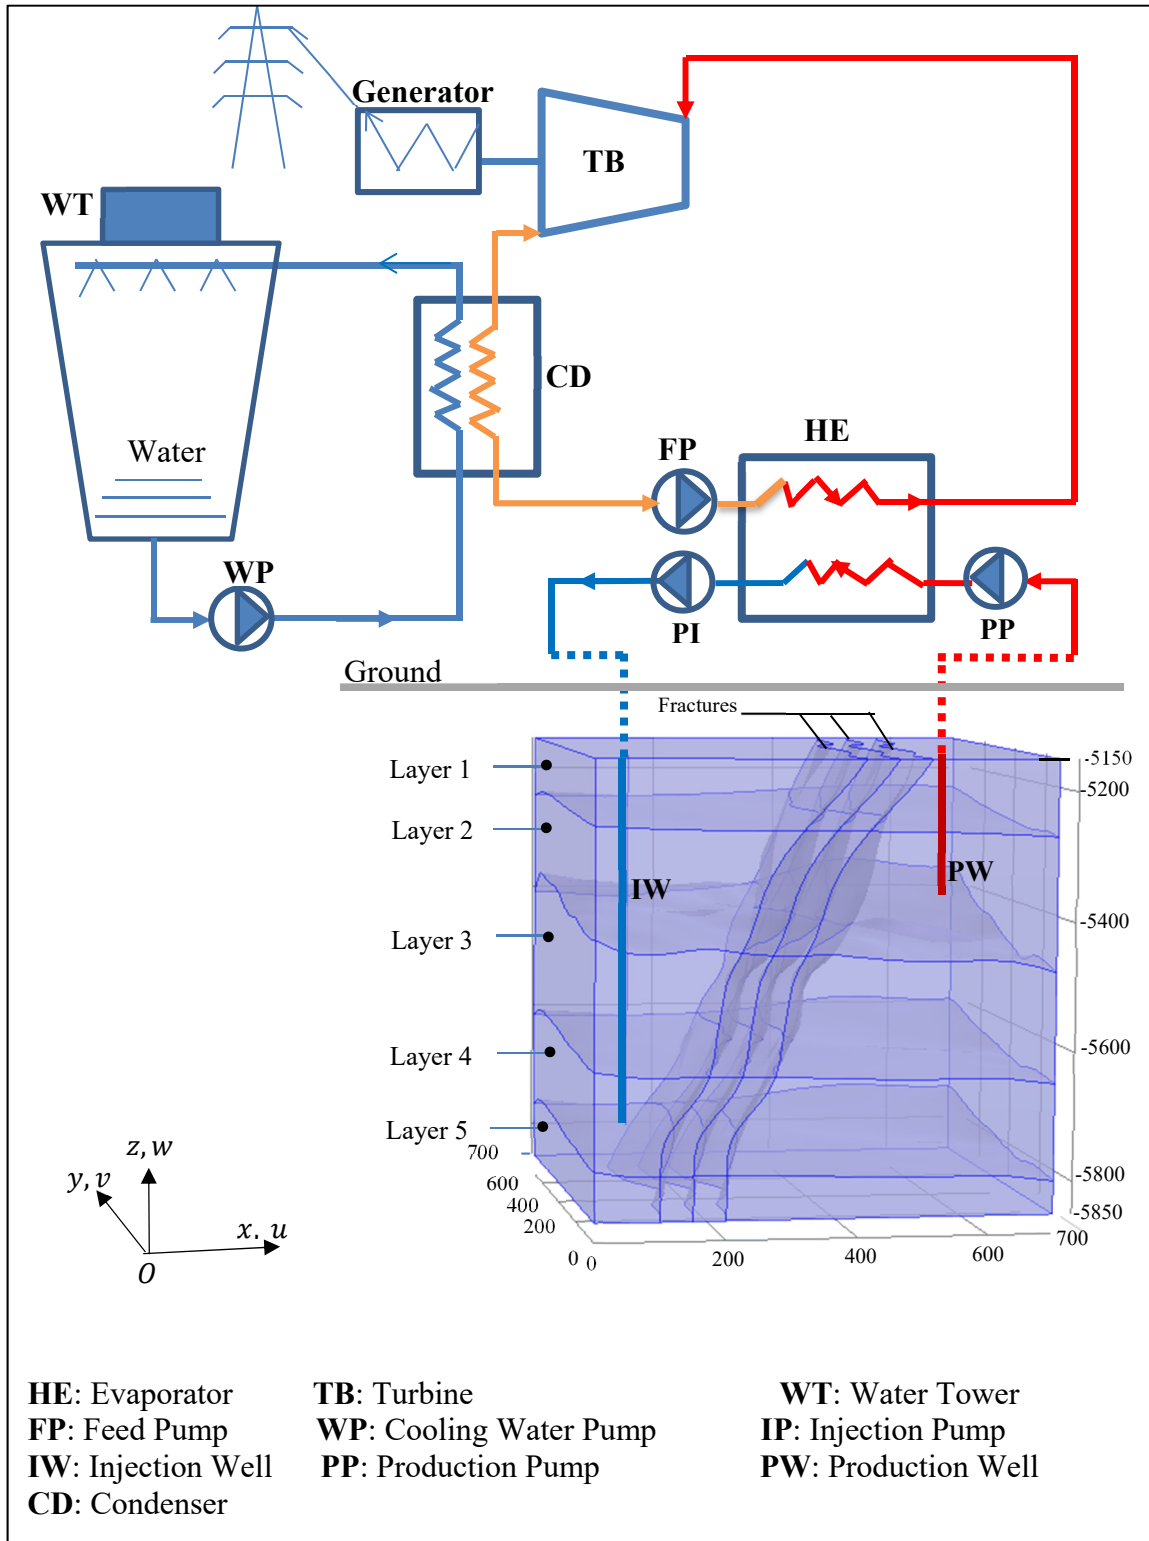 Generator
TB
WT
CD
HE
FP
Water
WP
PI
PP
Ground
Fractures
-5150
Layer 1
-5200
Layer 2
IW
PW
-5400
Layer 3
-5600
Layer 4
Layer 5
700
-5800
600
-5850
400
200
0 0
200
400
600
700
z, w
y, v
x. u
O
HE: Evaporator TB: Turbine WT: Water Tower
FP: Feed Pump WP: Cooling Water Pump IP: Injection Pump
IW: Injection Well PP: Production Pump PW: Production Well
CD: Condenser